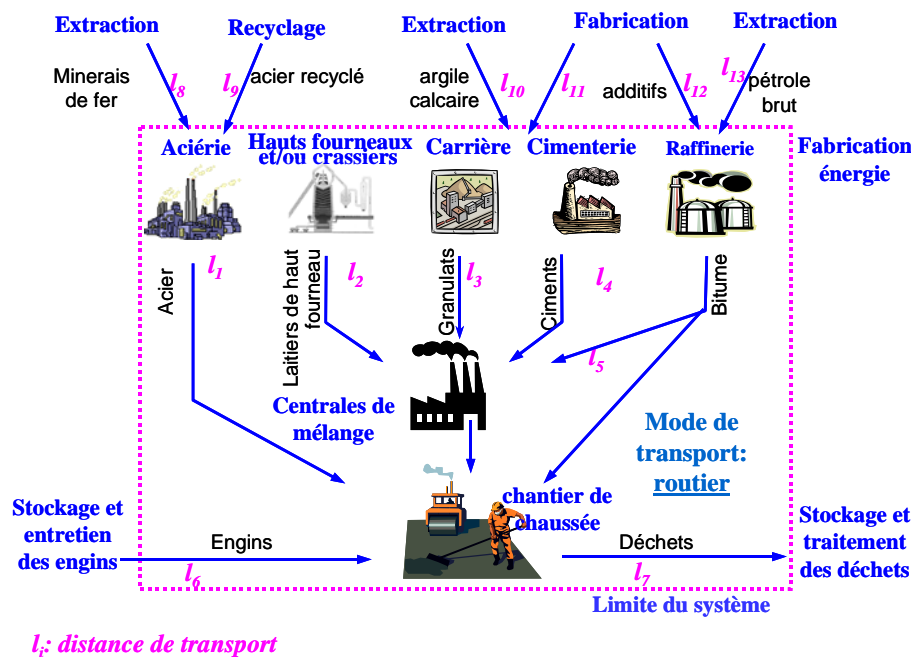 Extraction
Recyclage
Extraction
Fabrication
Extraction
Minerais
de fer
l8
l9
acier recyclé
argile
calcaire
l10
l11
additifs
l12
l13
pétrole
brut
Aciérie
Hauts fourneaux
et/ou crassiers
Carrière
Cimenterie
Raffinerie
Fabrication
énergie
Acier
l1
Laitiers de haut
fourneau
l2
Granulats
l3
Ciments
l4
Bitume
l5
Centrales de
mélange
Mode de
transport:
routier
Stockage et
entretien
des engins
Engins
l6
chantier de
chaussée
Déchets
l7
Stockage et
traitement
des déchets
Limite du système
li: distance de transport